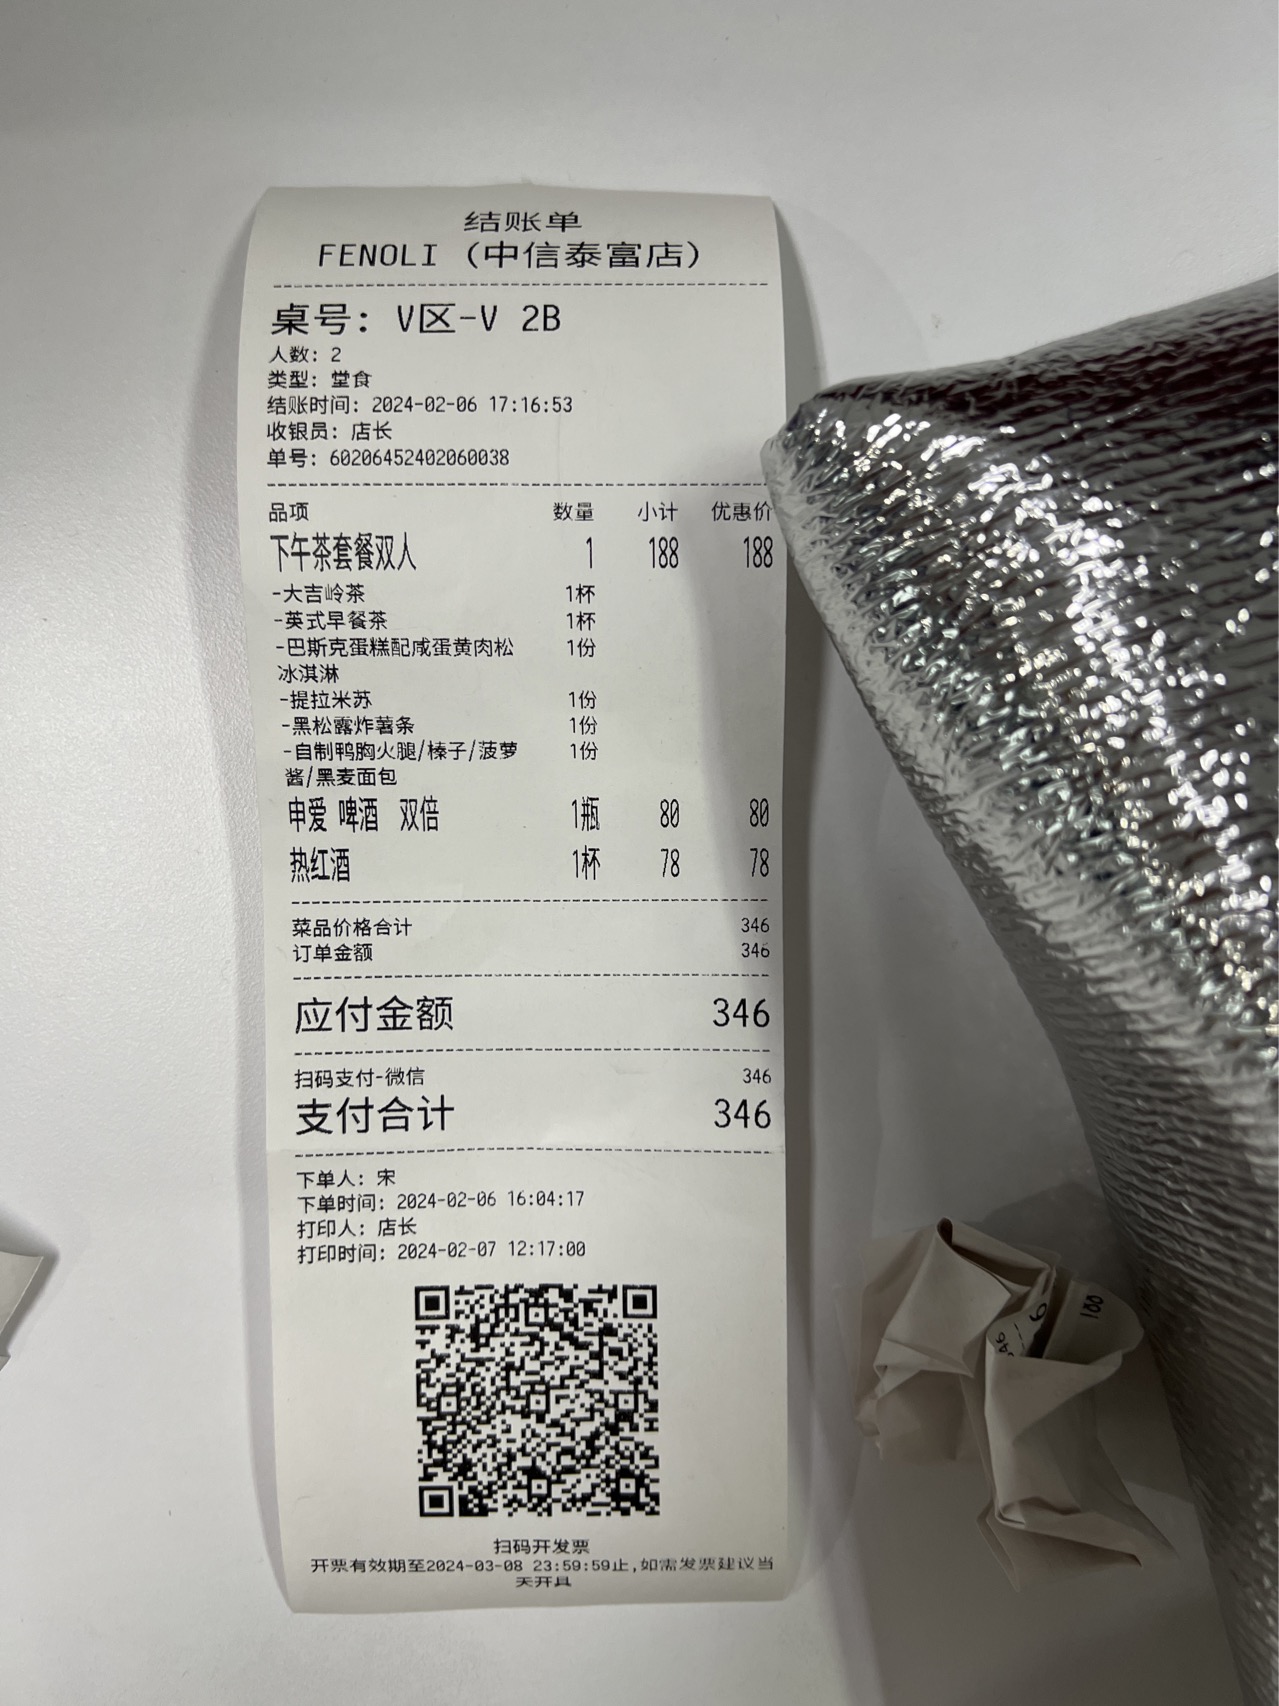 结账单
FENOLI (中信泰富店)
桌号: V区-V 2B
人数: 2
类型: 堂食
结账时间: 2024-02-06 17:16:53
收银员: 店长
单号: 60206452402060038
品项 数量 小计 优惠价
下午茶套餐双人 1 188 188
-大吉岭茶 1杯
-英式早餐茶 1杯
-巴斯克蛋糕配咸蛋黄肉松 1份
冰淇淋
-提拉米苏 1份
-黑松露炸薯条 1份
-自制鸭胸火腿/榛子/菠萝 1份
酱/黑麦面包
申爱 啤酒 双倍 1瓶 80 80
热红酒 1杯 78 78
菜品价格合计 346
订单金额 346
应付金额 346
扫码支付-微信 346
支付合计 346
下单人: 宋
下单时间: 2024-02-06 16:04:17
打印人: 店长
打印时间: 2024-02-07 12:17:00
扫码开发票
开票有效期至2024-03-08 23:59:59止,如需发票建议当
天开具